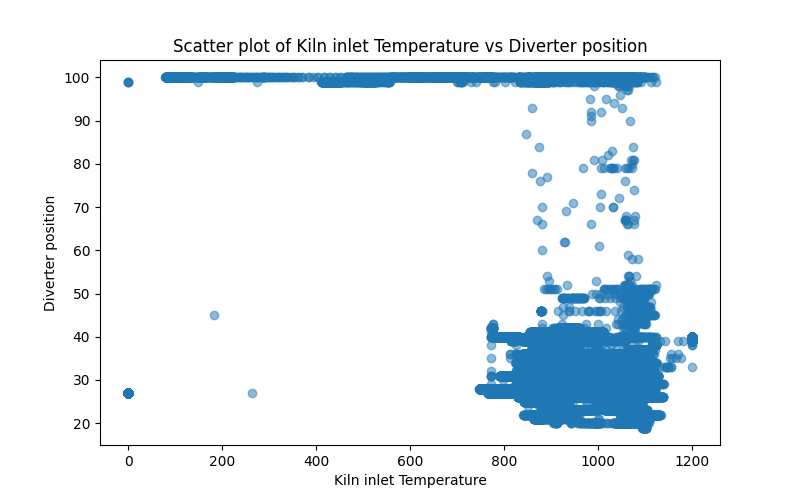 Scatter plot of Kiln inlet Temperature vs Diverter position
100
90
80
70
60
50
40
30
20
Diverter position
0 200 400 600 800 1000 1200
Kiln inlet Temperature